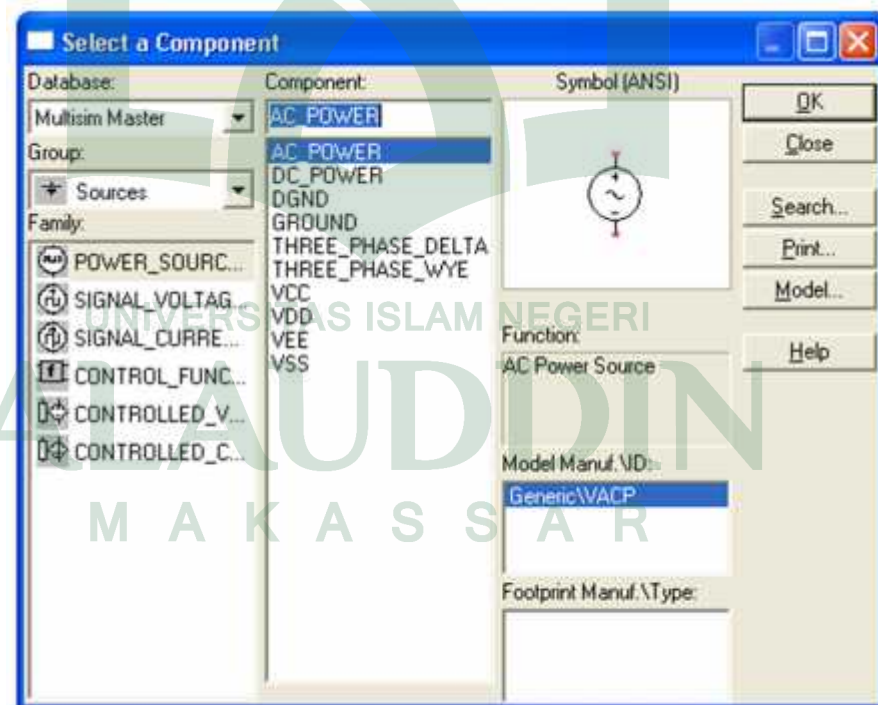 Select a Component
Database:
Multisim Master
Group:
Sources
Family:
POWER_SOURC...
SIGNAL_VOLTAG...
SIGNAL_CURRE...
CONTROL_FUNC...
CONTROLLED_V...
CONTROLLED_C...
Component:
AC_POWER
AC_POWER
DC_POWER
DGND
GROUND
THREE_PHASE_DELTA
THREE_PHASE_WYE
VCC
VDD
VEE
VSS
Symbol (ANSI)
Function:
AC Power Source
Model Manuf.\ID:
Generic\VACP
Footprint Manuf.\Type:
OK
Close
Search...
Print...
Model...
Help
UNIVERSITAS ISLAM NEGERI
ALAUDDIN
MAKASSAR